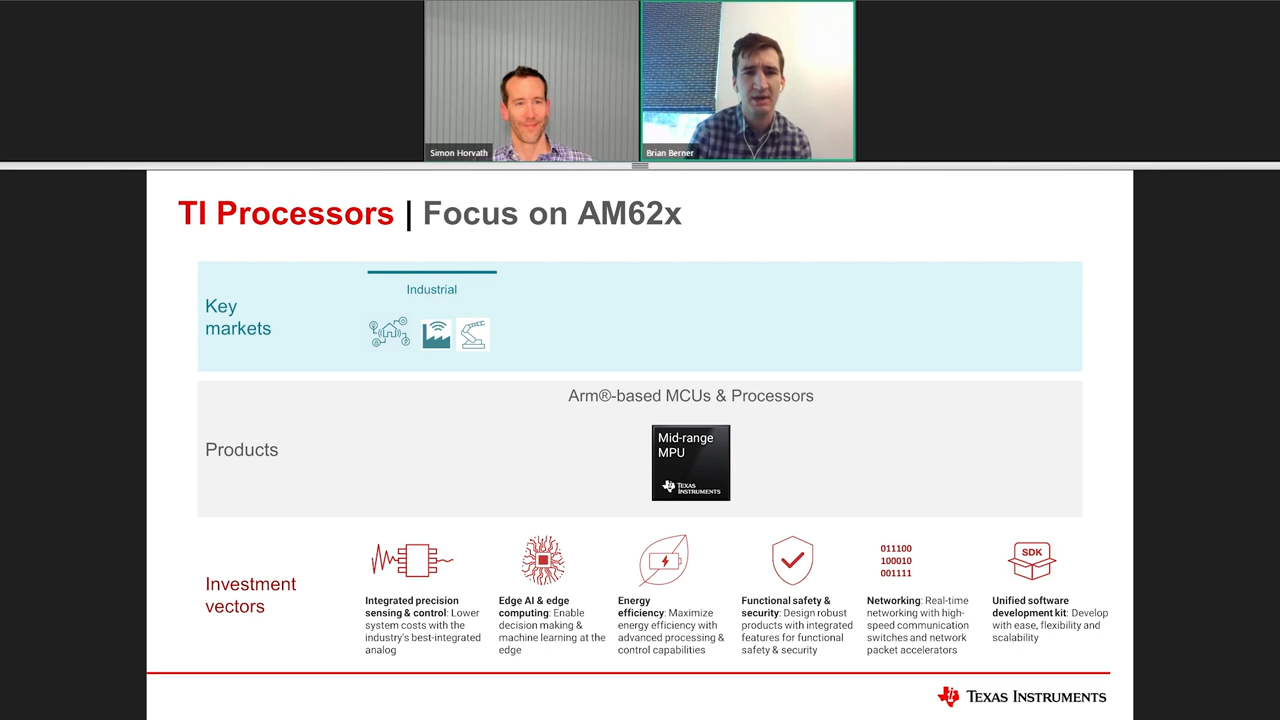 Simon Horvath
Brian Berner
TI Processors | Focus on AM62x
Key
markets
Industrial
Arm®-based MCUs & Processors
Products
Mid-range
MPU
TEXAS
INSTRUMENTS
Investment
vectors
Integrated precision
sensing & control: Lower
system costs with the
industry's best-integrated
analog
Edge AI & edge
computing: Enable
decision making &
machine learning at the
edge
Energy
efficiency: Maximize
energy efficiency with
advanced processing &
control capabilities
Functional safety &
security: Design robust
products with integrated
features for functional
safety & security
011100
100010
001111
Networking: Real-time
networking with high-
speed communication
switches and network
packet accelerators
SDK
Unified software
development kit: Develop
with ease, flexibility and
scalability
TEXAS INSTRUMENTS